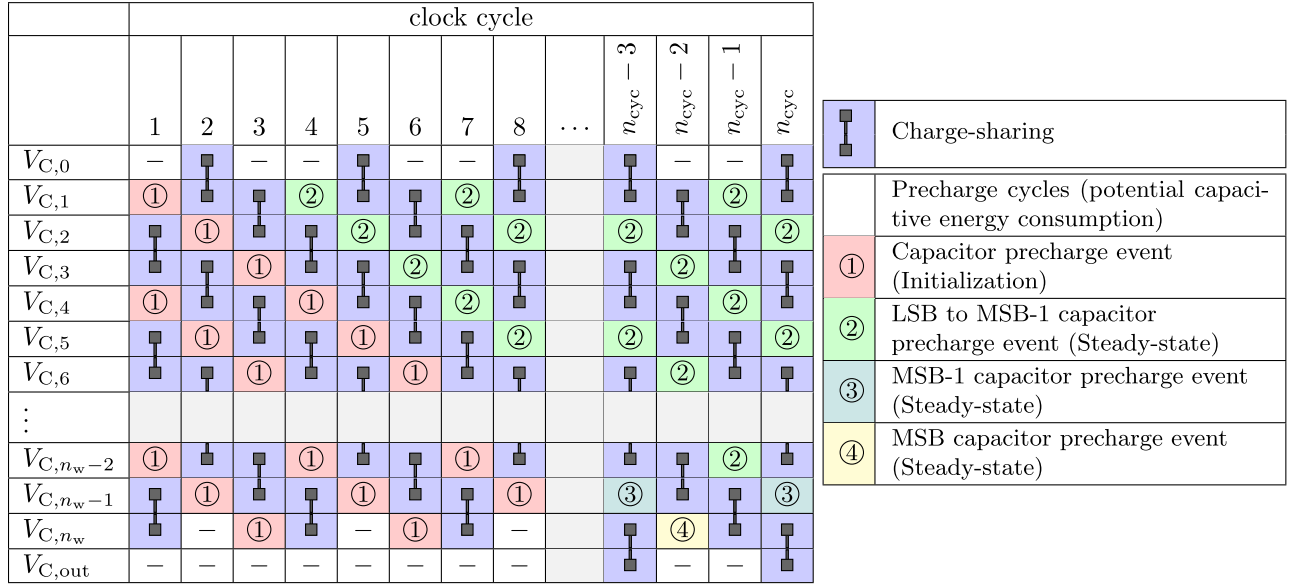 clock cycle
1 2 3 4 5 6 7 8 ⋯ n_cyc − 3 n_cyc − 2 n_cyc − 1 n_cyc
V_C,0 – – – – – – –
V_C,1 ① ② ② ②
V_C,2 ① ② ② ② ②
V_C,3 ① ② ②
V_C,4 ① ① ② ②
V_C,5 ① ① ② ② ②
V_C,6 ① ① ②
⋮
V_C,n_w−2 ① ① ① ②
V_C,n_w−1 ① ① ① ③ ③
V_C,n_w – ① – ① – ④
V_C,out – – – – – – – – – –
Charge-sharing
Precharge cycles (potential capaci-
tive energy consumption)
① Capacitor precharge event
(Initialization)
② LSB to MSB-1 capacitor
precharge event (Steady-state)
③ MSB-1 capacitor precharge event
(Steady-state)
④ MSB capacitor precharge event
(Steady-state)